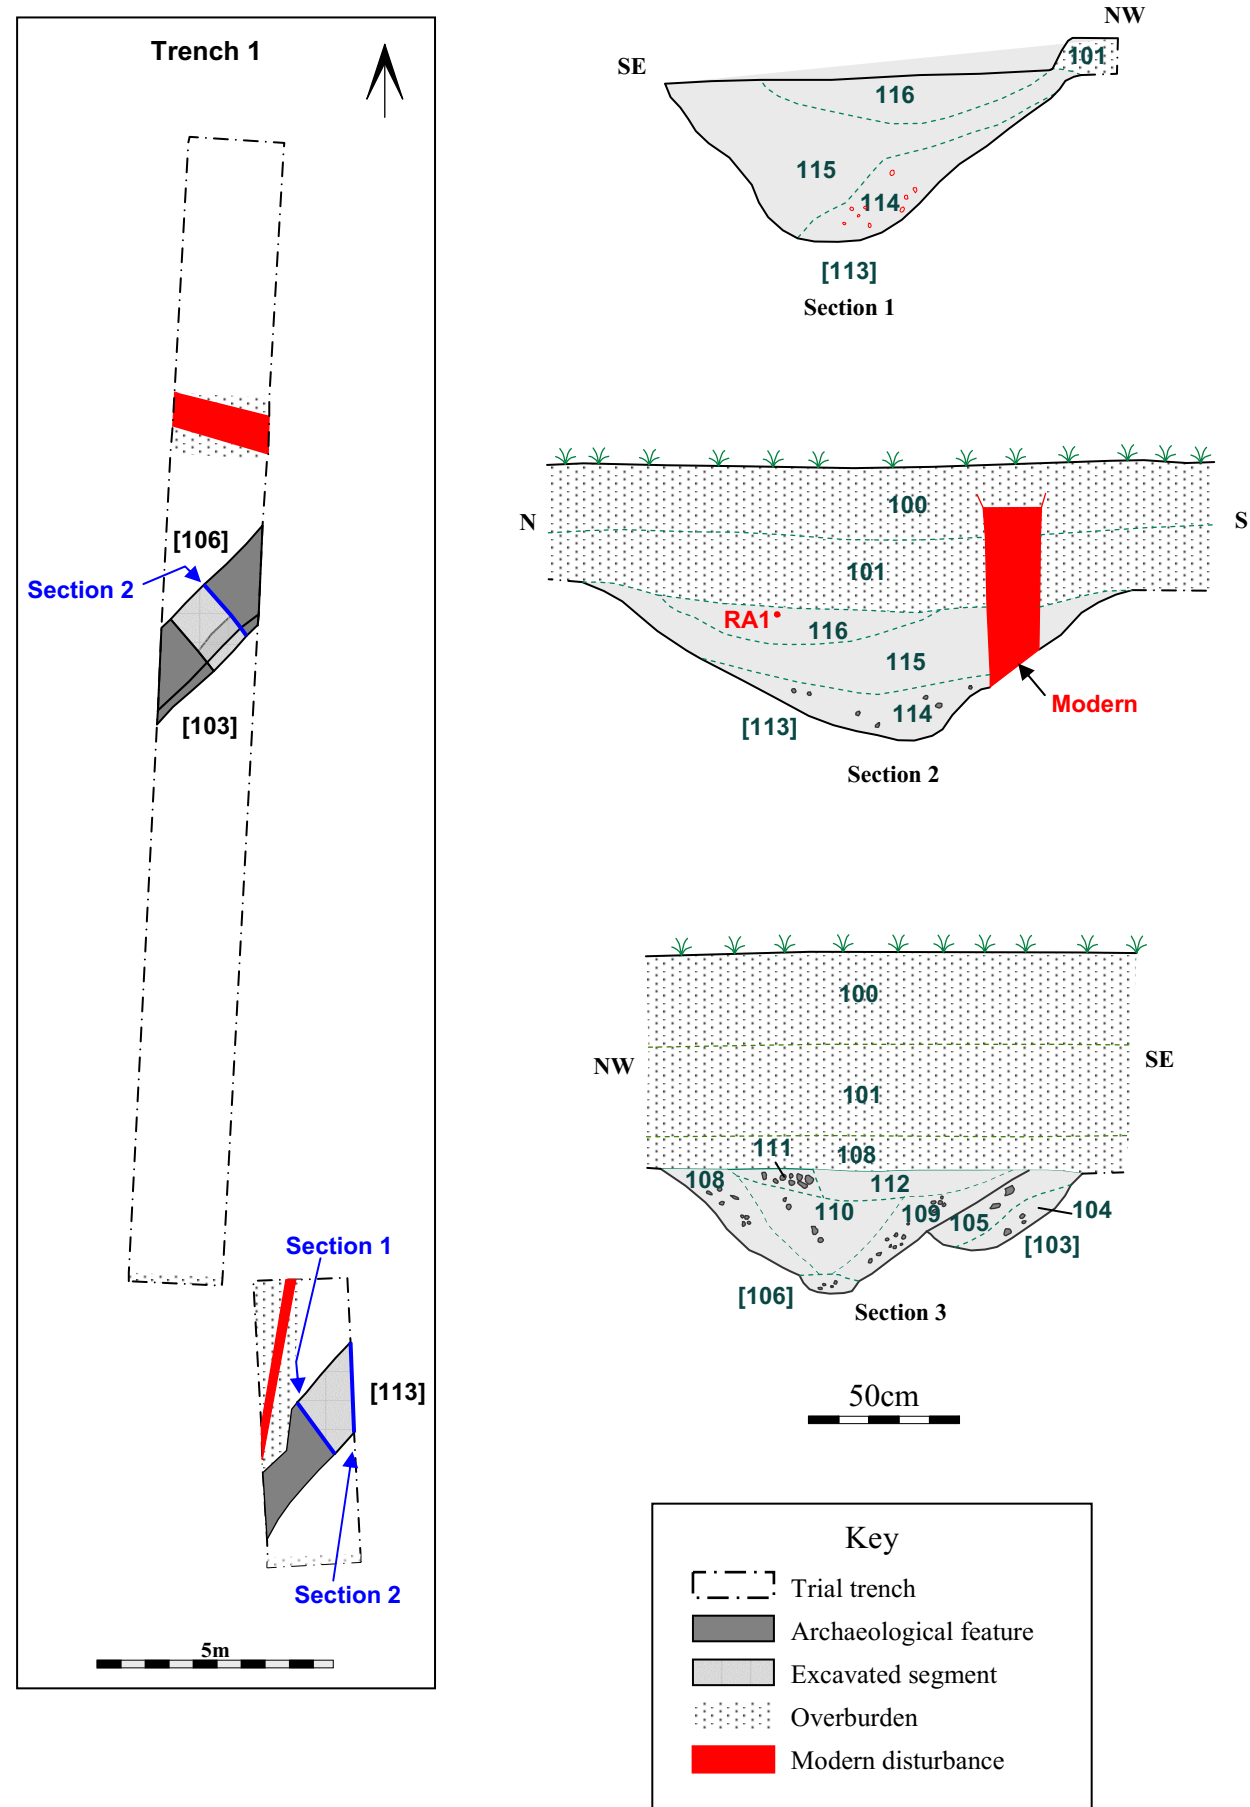 Trench 1
[106]
Section 2
[103]
Section 1
[113]
Section 2
5m
NW
SE
101
116
115
114
[113]
Section 1
N
S
100
101
RA1
116
115
114
[113]
Modern
Section 2
100
NW
SE
101
111
108
108
112
110
109
105
104
[103]
[106]
Section 3
50cm
Key
Trial trench
Archaeological feature
Excavated segment
Overburden
Modern disturbance